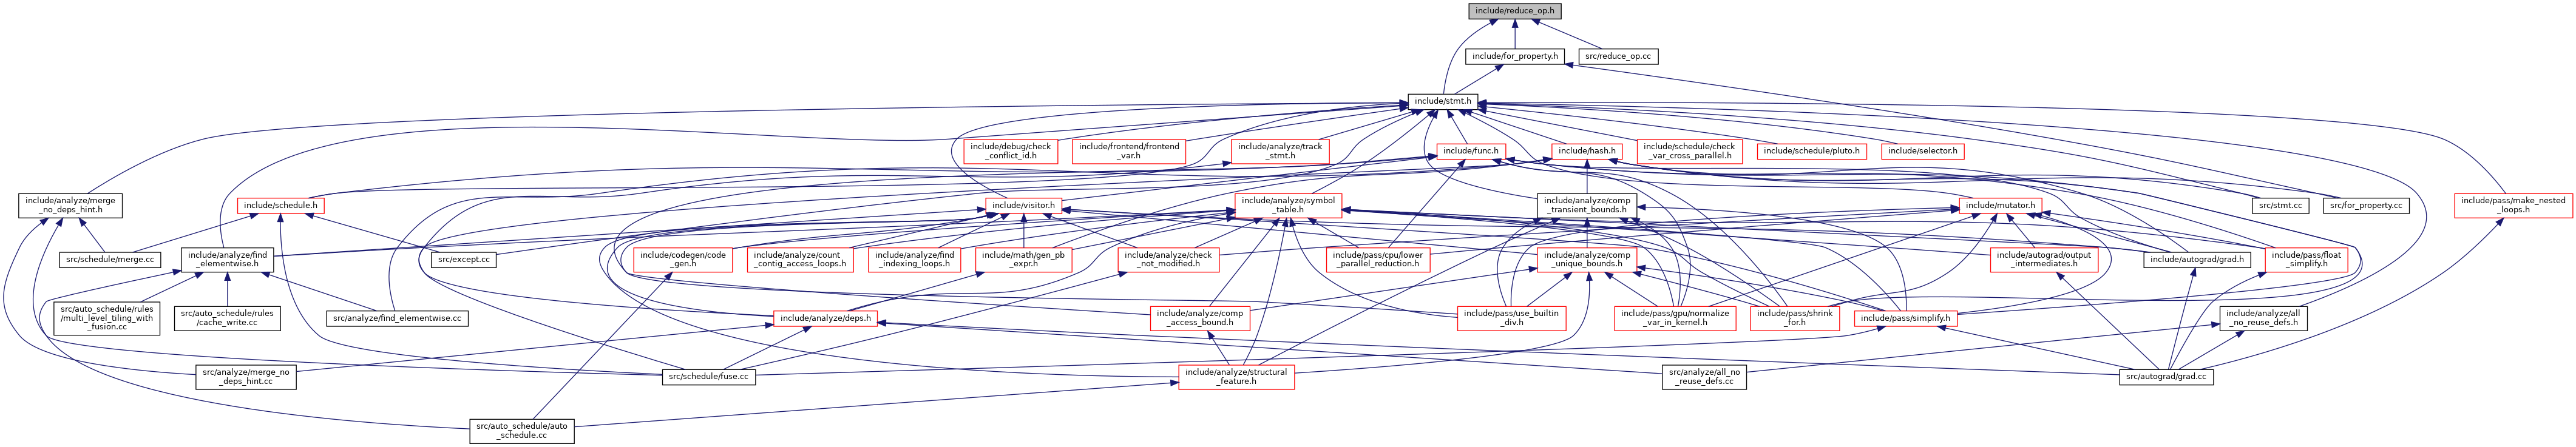 include/reduce_op.h
include/for_property.h
src/reduce_op.cc
include/stmt.h
include/debug/check
_conflict_id.h
include/frontend/frontend
_var.h
include/analyze/track
_stmt.h
include/func.h
include/hash.h
include/schedule/check
_var_cross_parallel.h
include/schedule/pluto.h
include/selector.h
include/analyze/merge
_no_deps_hint.h
include/schedule.h
include/visitor.h
include/analyze/symbol
_table.h
include/analyze/comp
_transient_bounds.h
include/mutator.h
src/stmt.cc
src/for_property.cc
include/pass/make_nested
_loops.h
src/schedule/merge.cc
include/analyze/find
_elementwise.h
src/except.cc
include/codegen/code
_gen.h
include/analyze/count
_contig_access_loops.h
include/analyze/find
_indexing_loops.h
include/math/gen_pb
_expr.h
include/analyze/check
_not_modified.h
include/pass/cpu/lower
_parallel_reduction.h
include/analyze/comp
_unique_bounds.h
include/autograd/output
_intermediates.h
include/autograd/grad.h
include/pass/float
_simplify.h
src/auto_schedule/rules
/multi_level_tiling_with
_fusion.cc
src/auto_schedule/rules
/cache_write.cc
src/analyze/find_elementwise.cc
include/analyze/deps.h
include/analyze/comp
_access_bound.h
include/pass/use_builtin
_div.h
include/pass/gpu/normalize
_var_in_kernel.h
include/pass/shrink
_for.h
include/pass/simplify.h
include/analyze/all
_no_reuse_defs.h
src/analyze/merge_no
_deps_hint.cc
src/schedule/fuse.cc
include/analyze/structural
_feature.h
src/analyze/all_no
_reuse_defs.cc
src/autograd/grad.cc
src/auto_schedule/auto
_schedule.cc